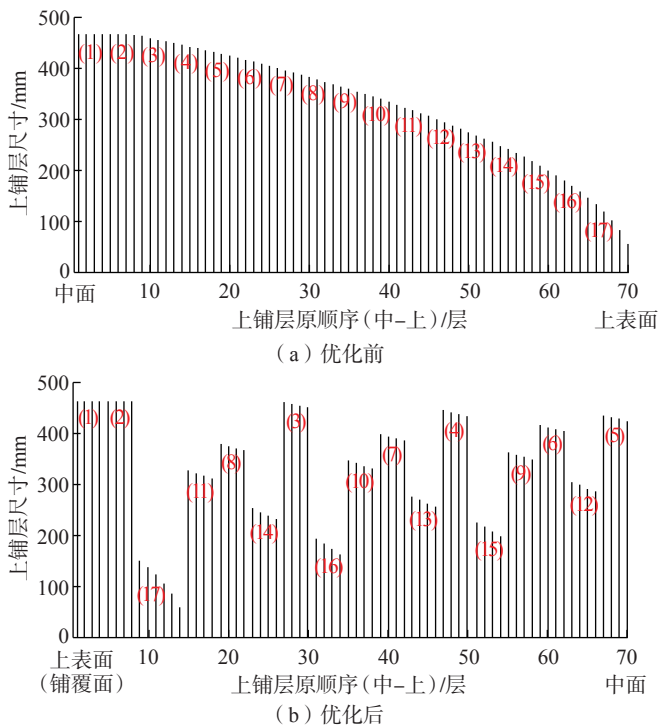 500
400
300
200
100
0
上铺层尺寸/mm
(1) (2) (3) (4) (5) (6) (7) (8) (9) (10) (11) (12) (13) (14) (15) (16) (17)
中面 10 20 30 40 50 60 70
上铺层原顺序(中-上)/层 上表面
(a)优化前
500
400
300
200
100
0
上铺层尺寸/mm
(1) (2) (17) (11) (8) (14) (3) (16) (10) (7) (13) (4) (15) (9) (6) (12) (5)
上表面 10 20 30 40 50 60 70
(铺覆面) 上铺层原顺序(中-上)/层 中面
(b)优化后